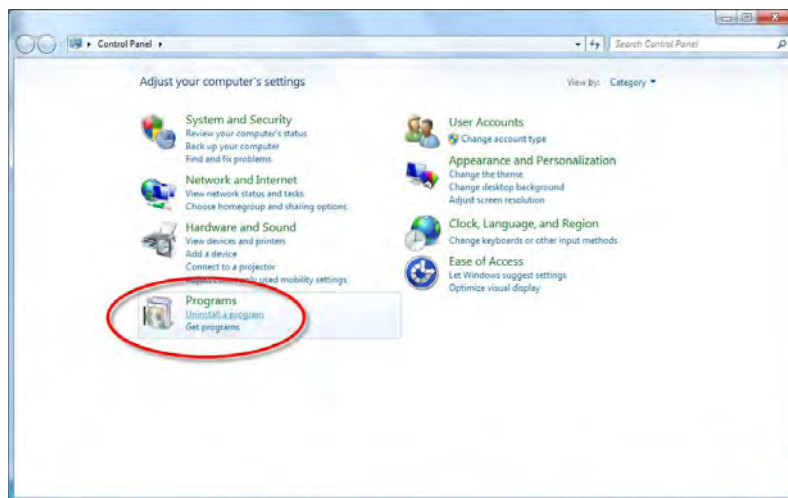 Control Panel
Search Control Panel
Adjust your computer's settings
View by: Category
System and Security
Review your computer's status
Back up your computer
Find and fix problems
Network and Internet
View network status and tasks
Choose homegroup and sharing options
Hardware and Sound
View devices and printers
Add a device
Connect to a projector
Adjust commonly used mobility settings
Programs
Uninstall a program
Get programs
User Accounts
Change account type
Appearance and Personalization
Change the theme
Change desktop background
Adjust screen resolution
Clock, Language, and Region
Change keyboards or other input methods
Ease of Access
Let Windows suggest settings
Optimize visual display